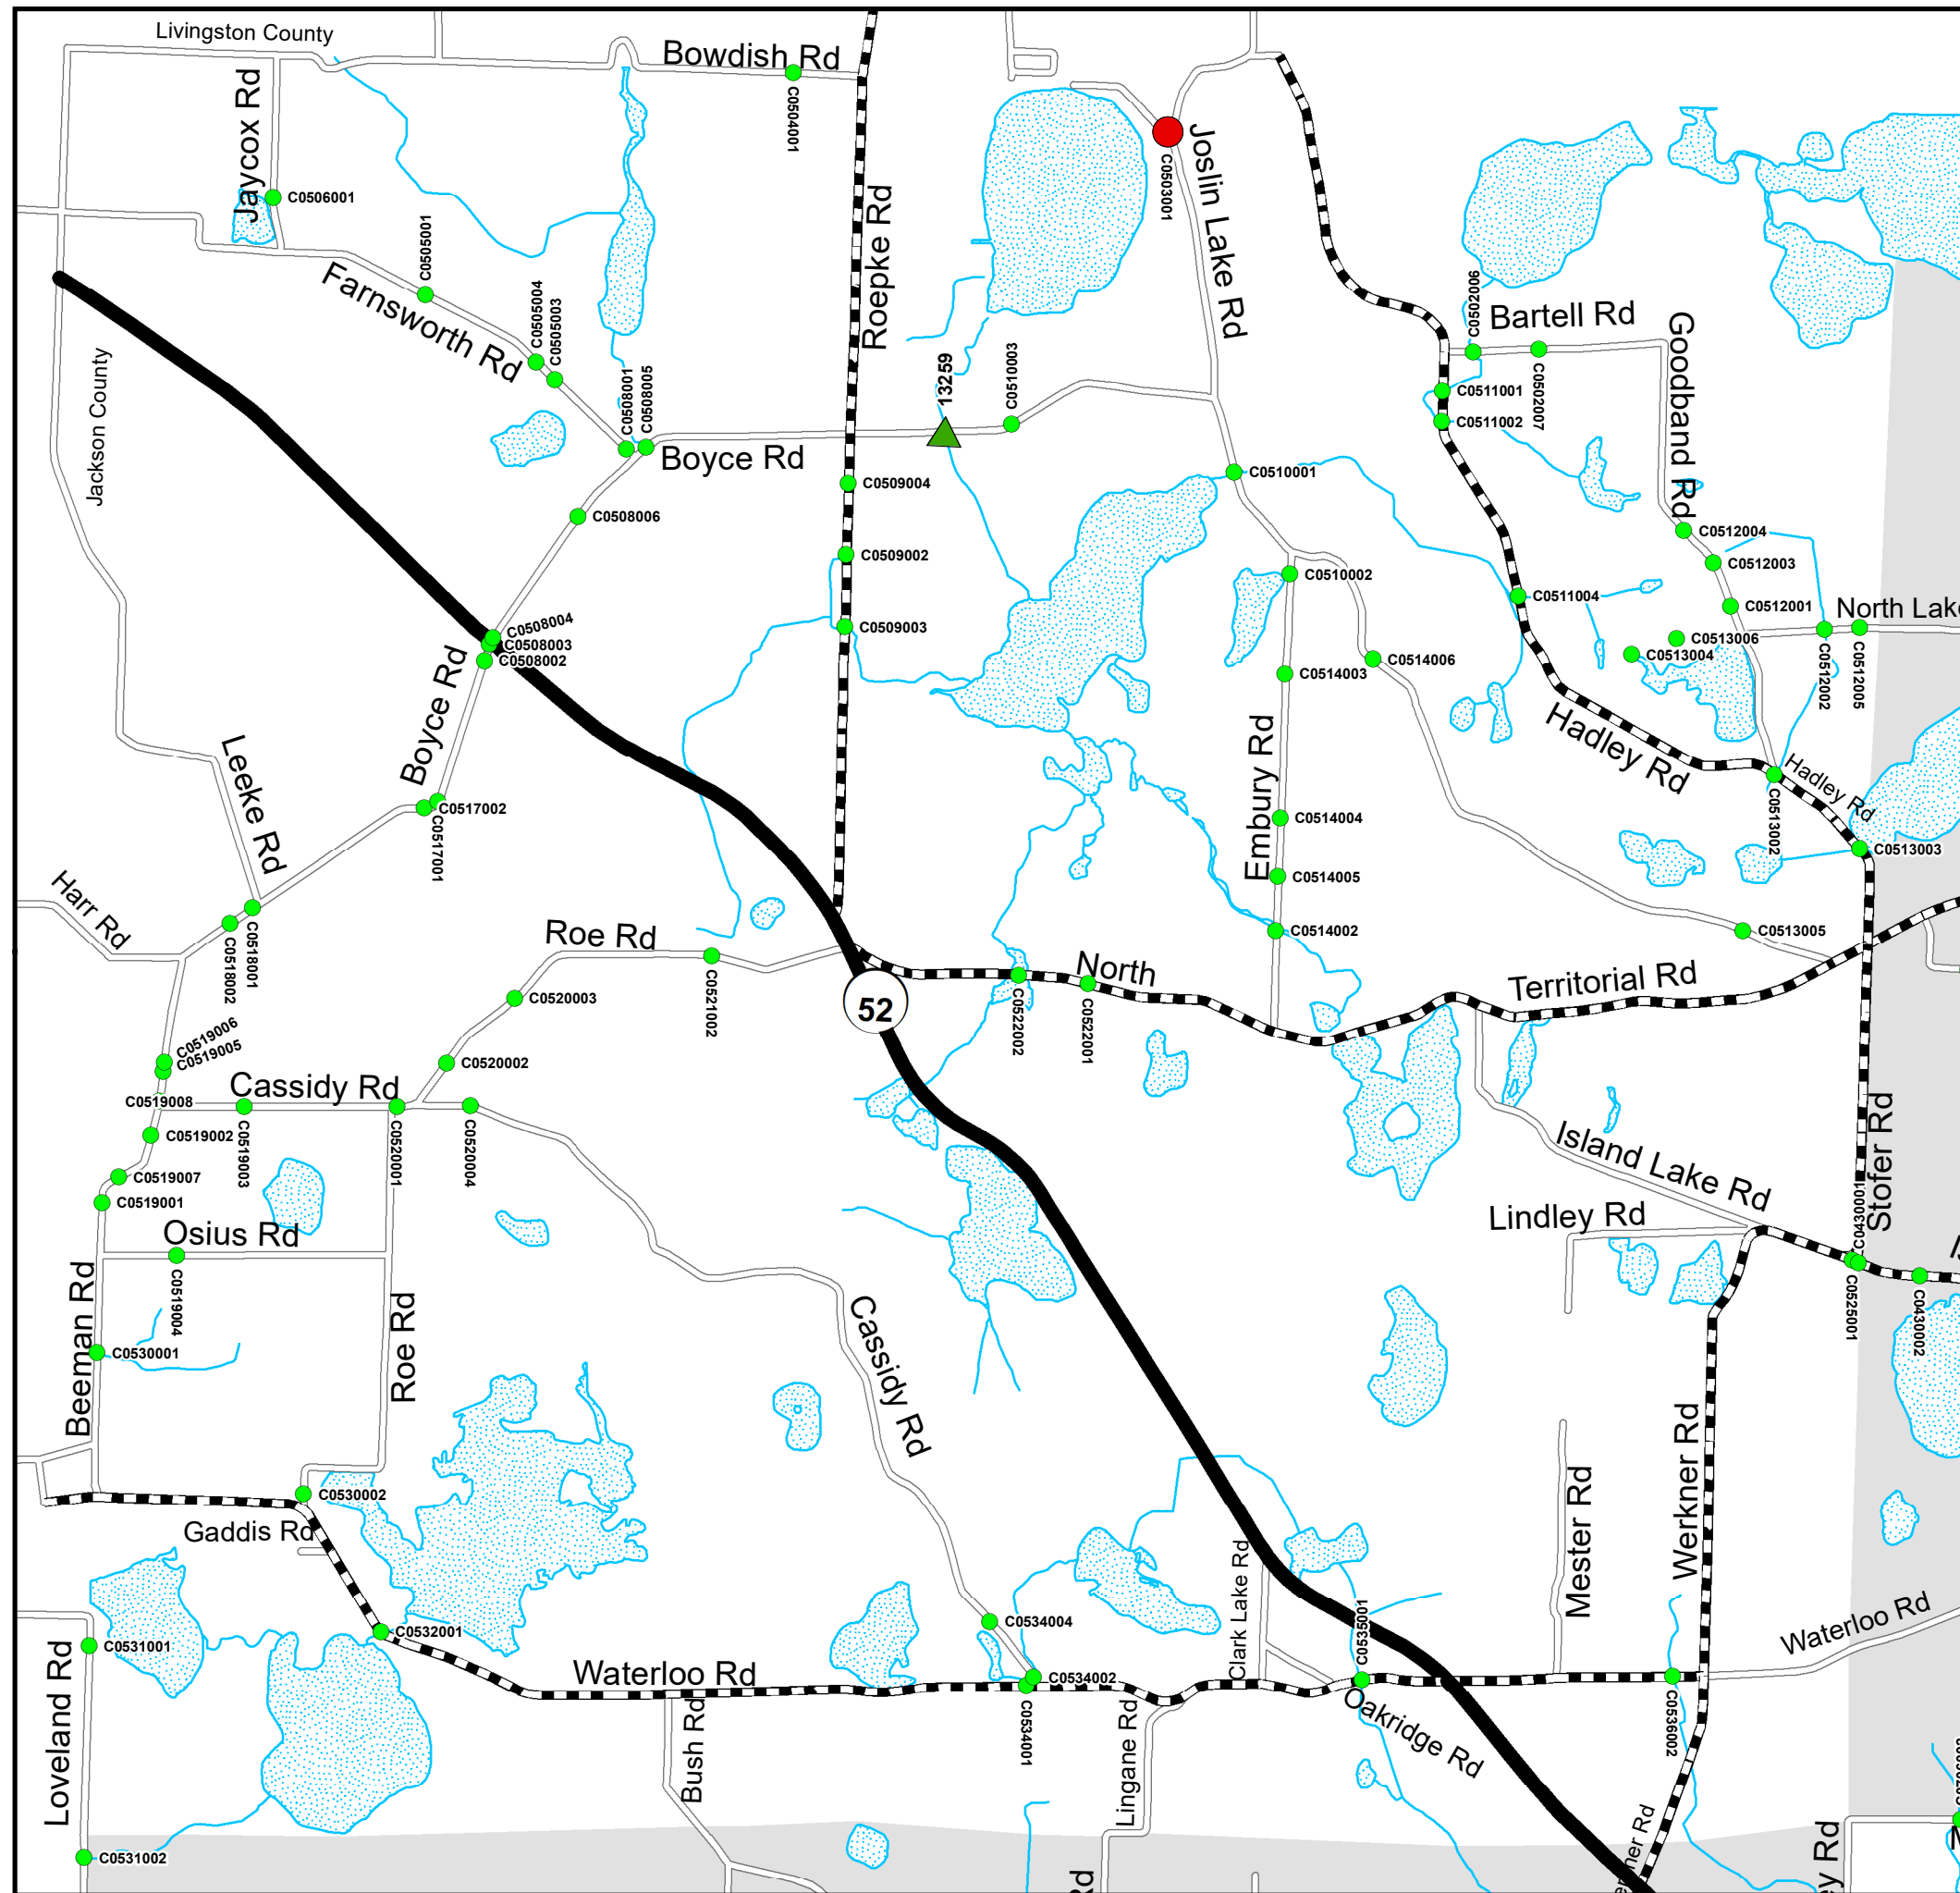 Livingston County
Bowdish Rd
C0504001
Jaycox Rd
C0506001
C0505001
Farnsworth Rd
C0505004
C0505003
C0508001
C0508005
Roepke Rd
Joslin Lake Rd
C0503001
13259
C0510003
C0502006
Bartell Rd
C0502007
Goodband Rd
C0511001
C0511002
Jackson County
Boyce Rd
C0509004
C0510001
C0508006
C0509002
C0510002
C0512004
C0512003
C0511004
C0512001
North Lake
C0508004
C0508003
C0508002
C0509003
C0513006
C0513004
C0512002
C0512005
C0514003
C0514006
Boyce Rd
Leeke Rd
Embury Rd
Hadley Rd
Hadley Rd
C0517002
C0517001
C0514004
C0513002
C0513003
C0514005
Harr Rd
C0518001
C0518002
Roe Rd
C0514002
C0513005
C0521002
North
Territorial Rd
C0520003
52
C0522002
C0522001
C0519006
C0519005
C0520002
Cassidy Rd
C0519008
C0519002
C0519003
C0520001
C0520004
C0519007
C0519001
Island Lake Rd
Stofer Rd
Lindley Rd
C0430001
Osius Rd
C0519004
C0525001
C0430002
Beeman Rd
Roe Rd
C0530001
Cassidy Rd
Mester Rd
Werkner Rd
C0530002
Gaddis Rd
Clark Lake Rd
C0535001
C0534004
C0531001
C0532001
Waterloo Rd
Waterloo Rd
C0534002
C0534001
Loveland Rd
Bush Rd
Lingane Rd
Oakridge Rd
C0536002
C0531002
ner Rd
ey Rd
Rd